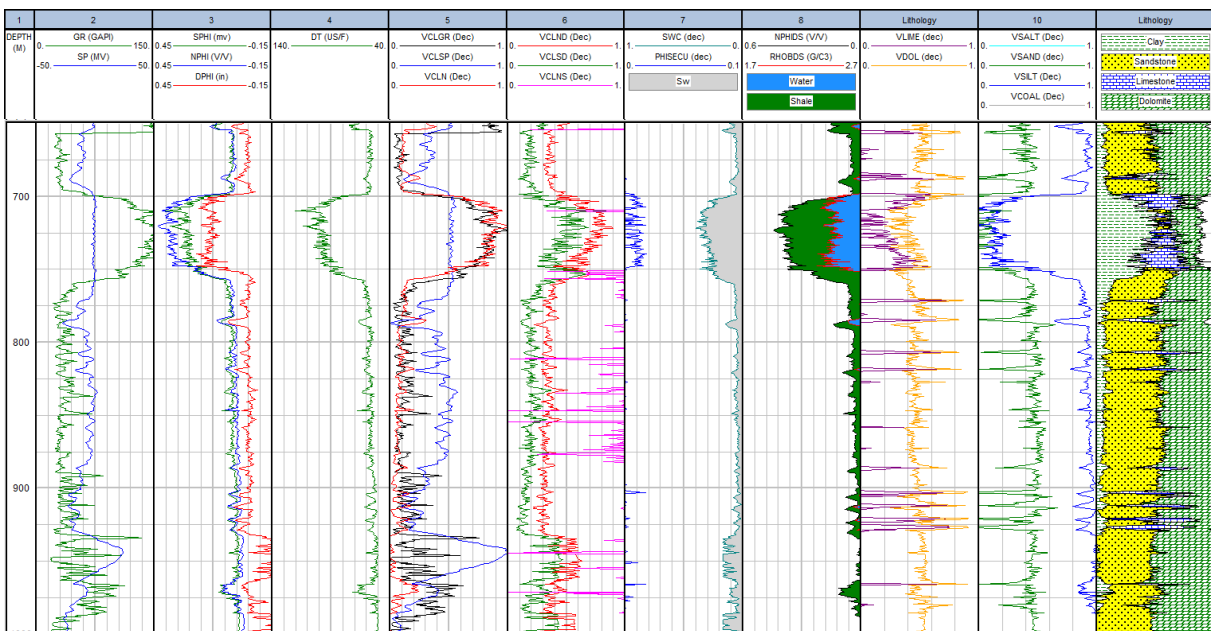 1 2 3 4 5 6 7 8 Lithology 10 Lithology
DEPTH (M)
GR (GAPI)
0. 150.
SP (MV)
-50. 50.
SPHI (mv)
0.45 -0.15
NPHI (V/V)
0.45 -0.15
DPHI (in)
0.45 -0.15
DT (US/F)
140. 40.
VCLGR (Dec)
0. 1.
VCLSP (Dec)
0. 1.
VCLN (Dec)
0. 1.
VCLND (Dec)
0. 1.
VCLSD (Dec)
0. 1.
VCLNS (Dec)
0. 1.
SWC (dec)
1. 0.
PHISECU (dec)
0. 0.1
Sw
NPHIDS (V/V)
0.6 0.
RHOBDS (G/C3)
1.7 2.7
Water
Shale
VLIME (dec)
0. 1.
VDOL (dec)
0. 1.
VSALT (Dec)
0. 1.
VSAND (Dec)
0. 1.
VSILT (Dec)
0. 1.
VCOAL (Dec)
0. 1.
Clay
Sandstone
Limestone
Dolomite
700
800
900